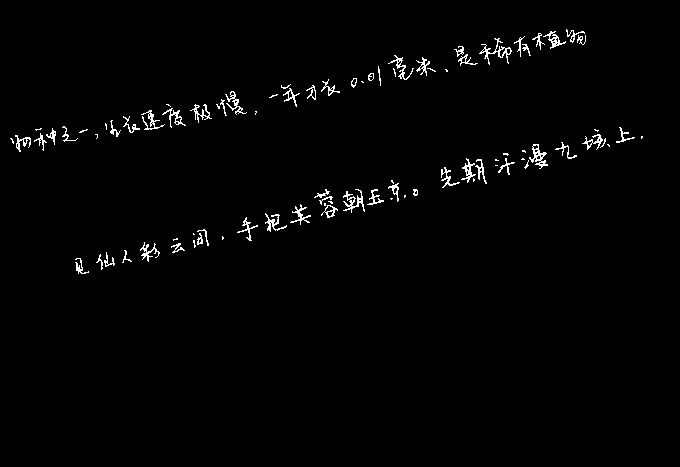 物种之一，生长速度极慢，一年才长0.01毫米，是稀有植物
见仙人彩云间，手把芙蓉朝玉京。先期汗漫九垓上，